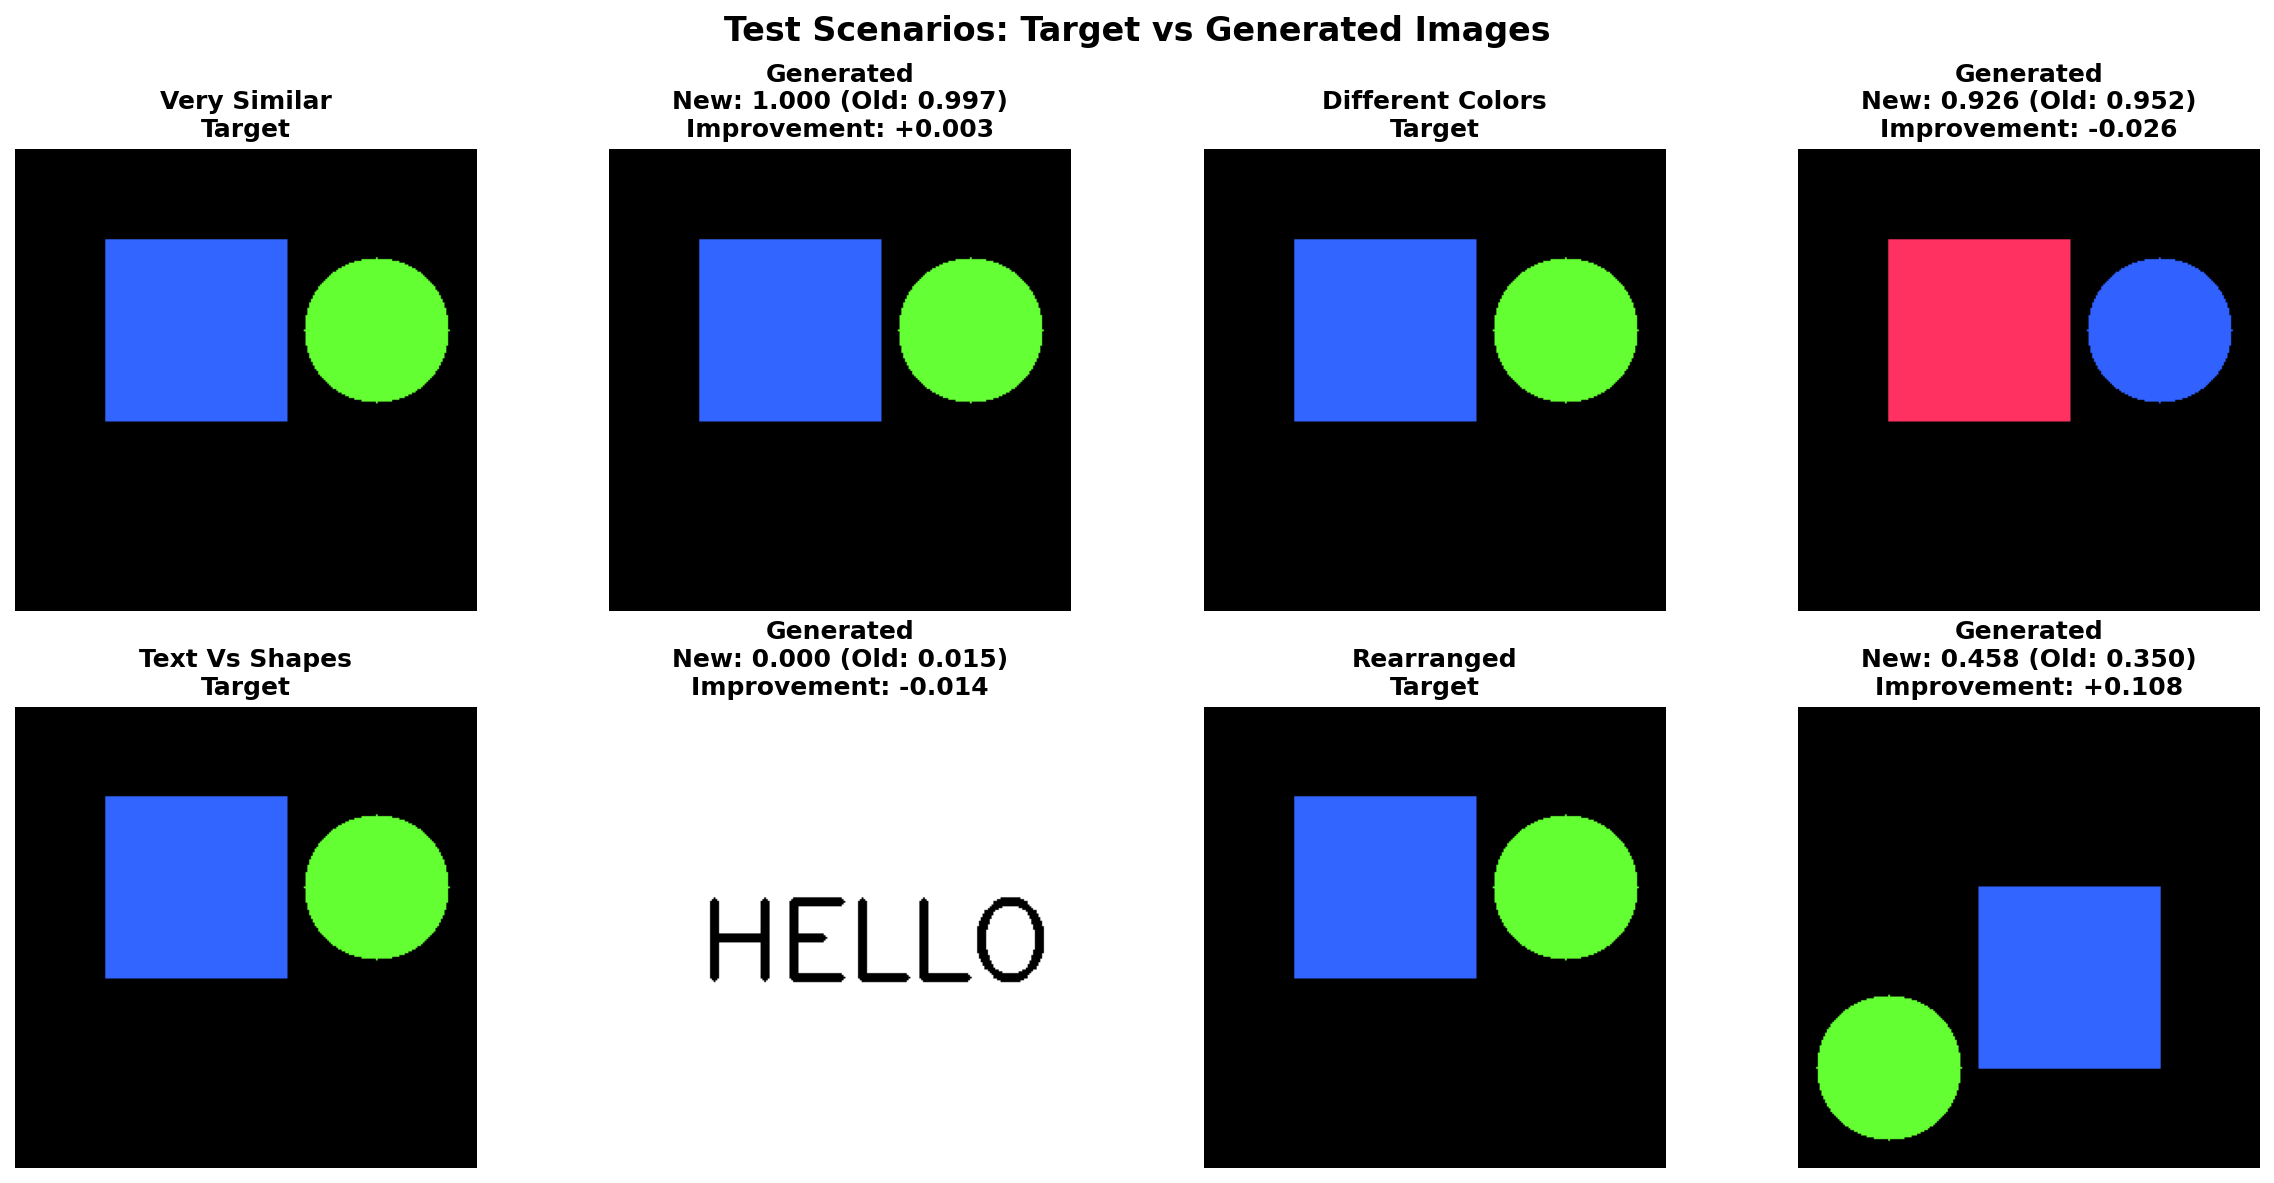 Test Scenarios: Target vs Generated Images
Very Similar
Target
Generated
New: 1.000 (Old: 0.997)
Improvement: +0.003
Different Colors
Target
Generated
New: 0.926 (Old: 0.952)
Improvement: -0.026
Text Vs Shapes
Target
Generated
New: 0.000 (Old: 0.015)
Improvement: -0.014
HELLO
Rearranged
Target
Generated
New: 0.458 (Old: 0.350)
Improvement: +0.108